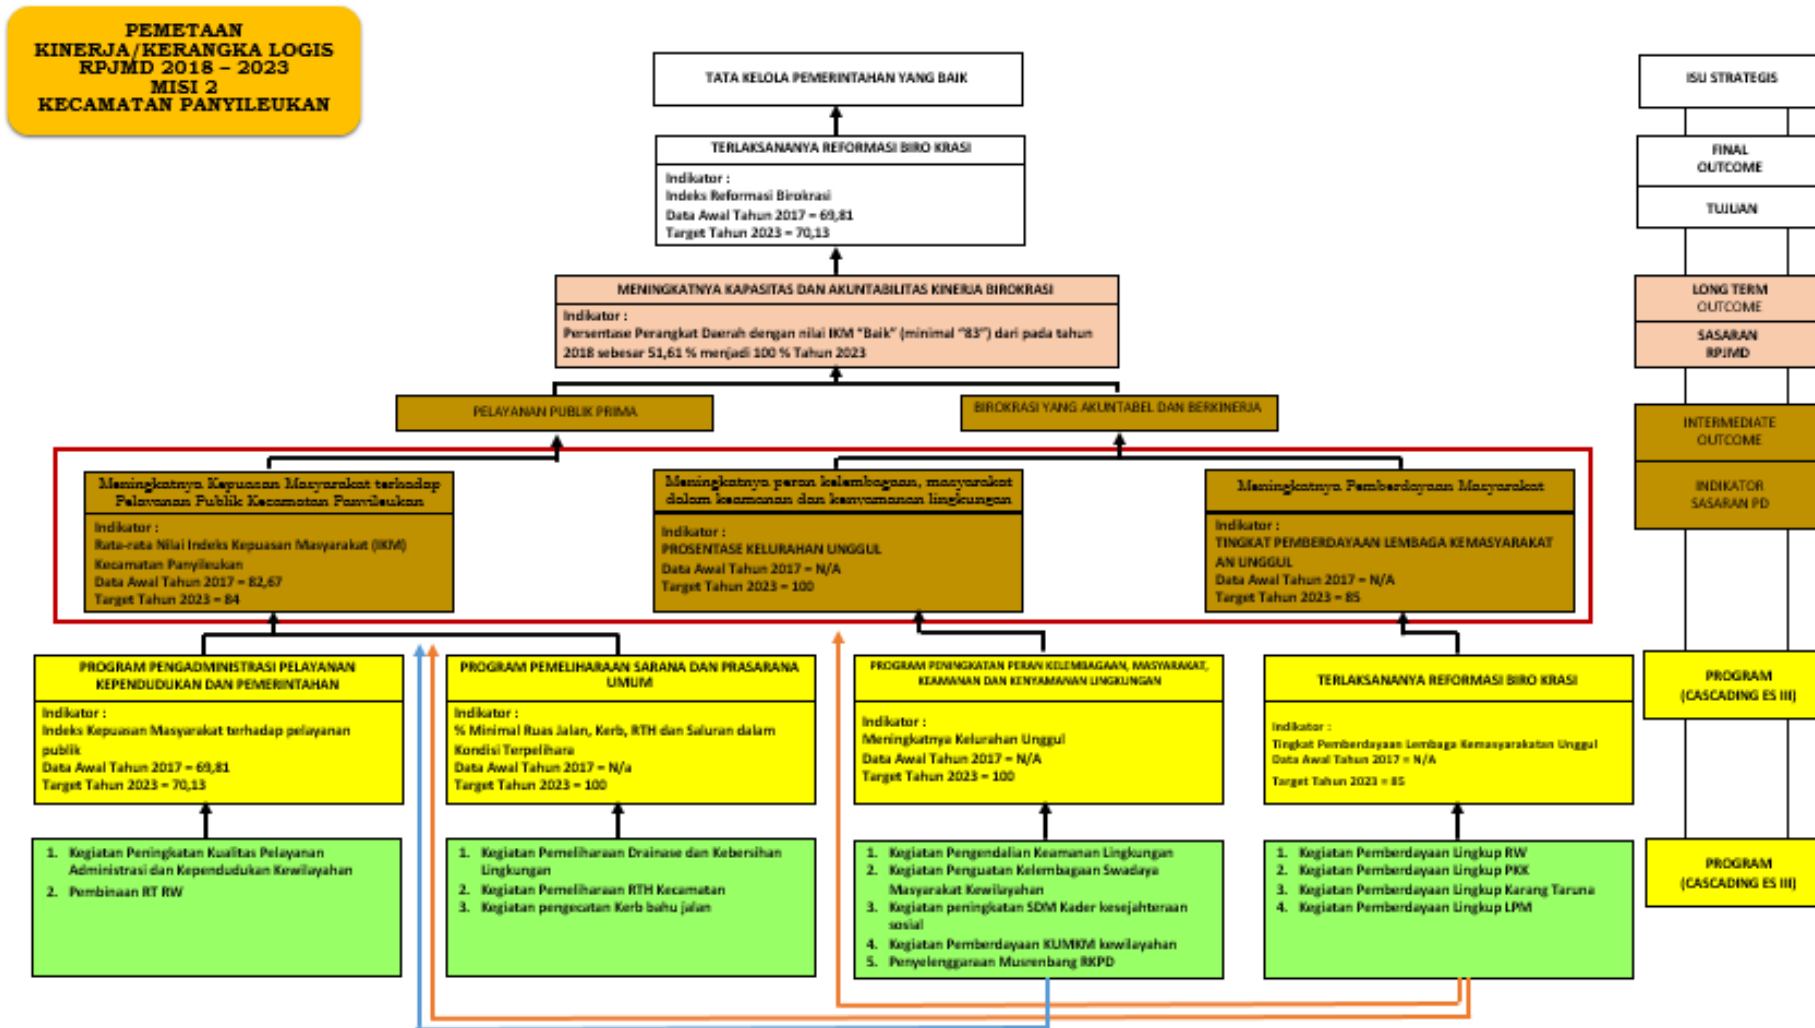 PEMETAAN
KINERJA/KERANGKA LOGIS
RPJMD 2018 – 2023
MISI 2
KECAMATAN PANYILEUKAN
TATA KELOLA PEMERINTAHAN YANG BAIK
ISU STRATEGIS
TERLAKSANANYA REFORMASI BIRO KRASI
Indikator :
Indeks Reformasi Birokrasi
Data Awal Tahun 2017 = 69,81
Target Tahun 2023 = 70,13
FINAL
OUTCOME
TUJUAN
MENINGKATNYA KAPASITAS DAN AKUNTABILITAS KINERJA BIROKRASI
Indikator :
Persentase Perangkat Daerah dengan nilai IKM "Baik" (minimal "83") dari pada tahun
2018 sebesar 51,61 % menjadi 100 % Tahun 2023
LONG TERM
OUTCOME
SASARAN
RPJMD
PELAYANAN PUBLIK PRIMA
BIROKRASI YANG AKUNTABEL DAN BERKINERJA
INTERMEDIATE
OUTCOME
INDIKATOR
SASARAN PD
Meningkatnya Kepuasan Masyarakat terhadap
Pelayanan Publik Kecamatan Panyileukan
Indikator :
Rata-rata Nilai Indeks Kepuasan Masyarakat (IKM)
Kecamatan Panyileukan
Data Awal Tahun 2017 = 82,67
Target Tahun 2023 = 84
Meningkatnya peran kelembagaan, masyarakat
dalam keamanan dan kenyamanan lingkungan
Indikator :
PROSENTASE KELURAHAN UNGGUL
Data Awal Tahun 2017 = N/A
Target Tahun 2023 = 100
Meningkatnya Pemberdayaan Masyarakat
Indikator :
TINGKAT PEMBERDAYAAN LEMBAGA KEMASYARAKAT
AN UNGGUL
Data Awal Tahun 2017 = N/A
Target Tahun 2023 = 85
PROGRAM PENGADMINISTRASI PELAYANAN
KEPENDUDUKAN DAN PEMERINTAHAN
Indikator :
Indeks Kepuasan Masyarakat terhadap pelayanan
publik
Data Awal Tahun 2017 = 69,81
Target Tahun 2023 = 70,13
PROGRAM PEMELIHARAAN SARANA DAN PRASARANA
UMUM
Indikator :
% Minimal Ruas Jalan, Kerb, RTH dan Saluran dalam
Kondisi Terpelihara
Data Awal Tahun 2017 = N/a
Target Tahun 2023 = 100
PROGRAM PENINGKATAN PERAN KELEMBAGAAN, MASYARAKAT,
KEAMANAN DAN KENYAMANAN LINGKUNGAN
Indikator :
Meningkatnya Kelurahan Unggul
Data Awal Tahun 2017 = N/A
Target Tahun 2023 = 100
TERLAKSANANYA REFORMASI BIRO KRASI
Indikator :
Tingkat Pemberdayaan Lembaga Kemasyarakatan Unggul
Data Awal Tahun 2017 = N/A
Target Tahun 2023 = 85
PROGRAM
(CASCADING ES III)
1. Kegiatan Peningkatan Kualitas Pelayanan
Administrasi dan Kependudukan Kewilayahan
2. Pembinaan RT RW
1. Kegiatan Pemeliharaan Drainase dan Kebersihan
Lingkungan
2. Kegiatan Pemeliharaan RTH Kecamatan
3. Kegiatan pengecatan Kerb bahu jalan
1. Kegiatan Pengendalian Keamanan Lingkungan
2. Kegiatan Penguatan Kelembagaan Swadaya
Masyarakat Kewilayahan
3. Kegiatan peningkatan SDM Kader kesejahteraan
sosial
4. Kegiatan Pemberdayaan KUMKM kewilayahan
5. Penyelenggaraan Musrenbang RKPD
1. Kegiatan Pemberdayaan Lingkup RW
2. Kegiatan Pemberdayaan Lingkup PKK
3. Kegiatan Pemberdayaan Lingkup Karang Taruna
4. Kegiatan Pemberdayaan Lingkup LPM
PROGRAM
(CASCADING ES III)